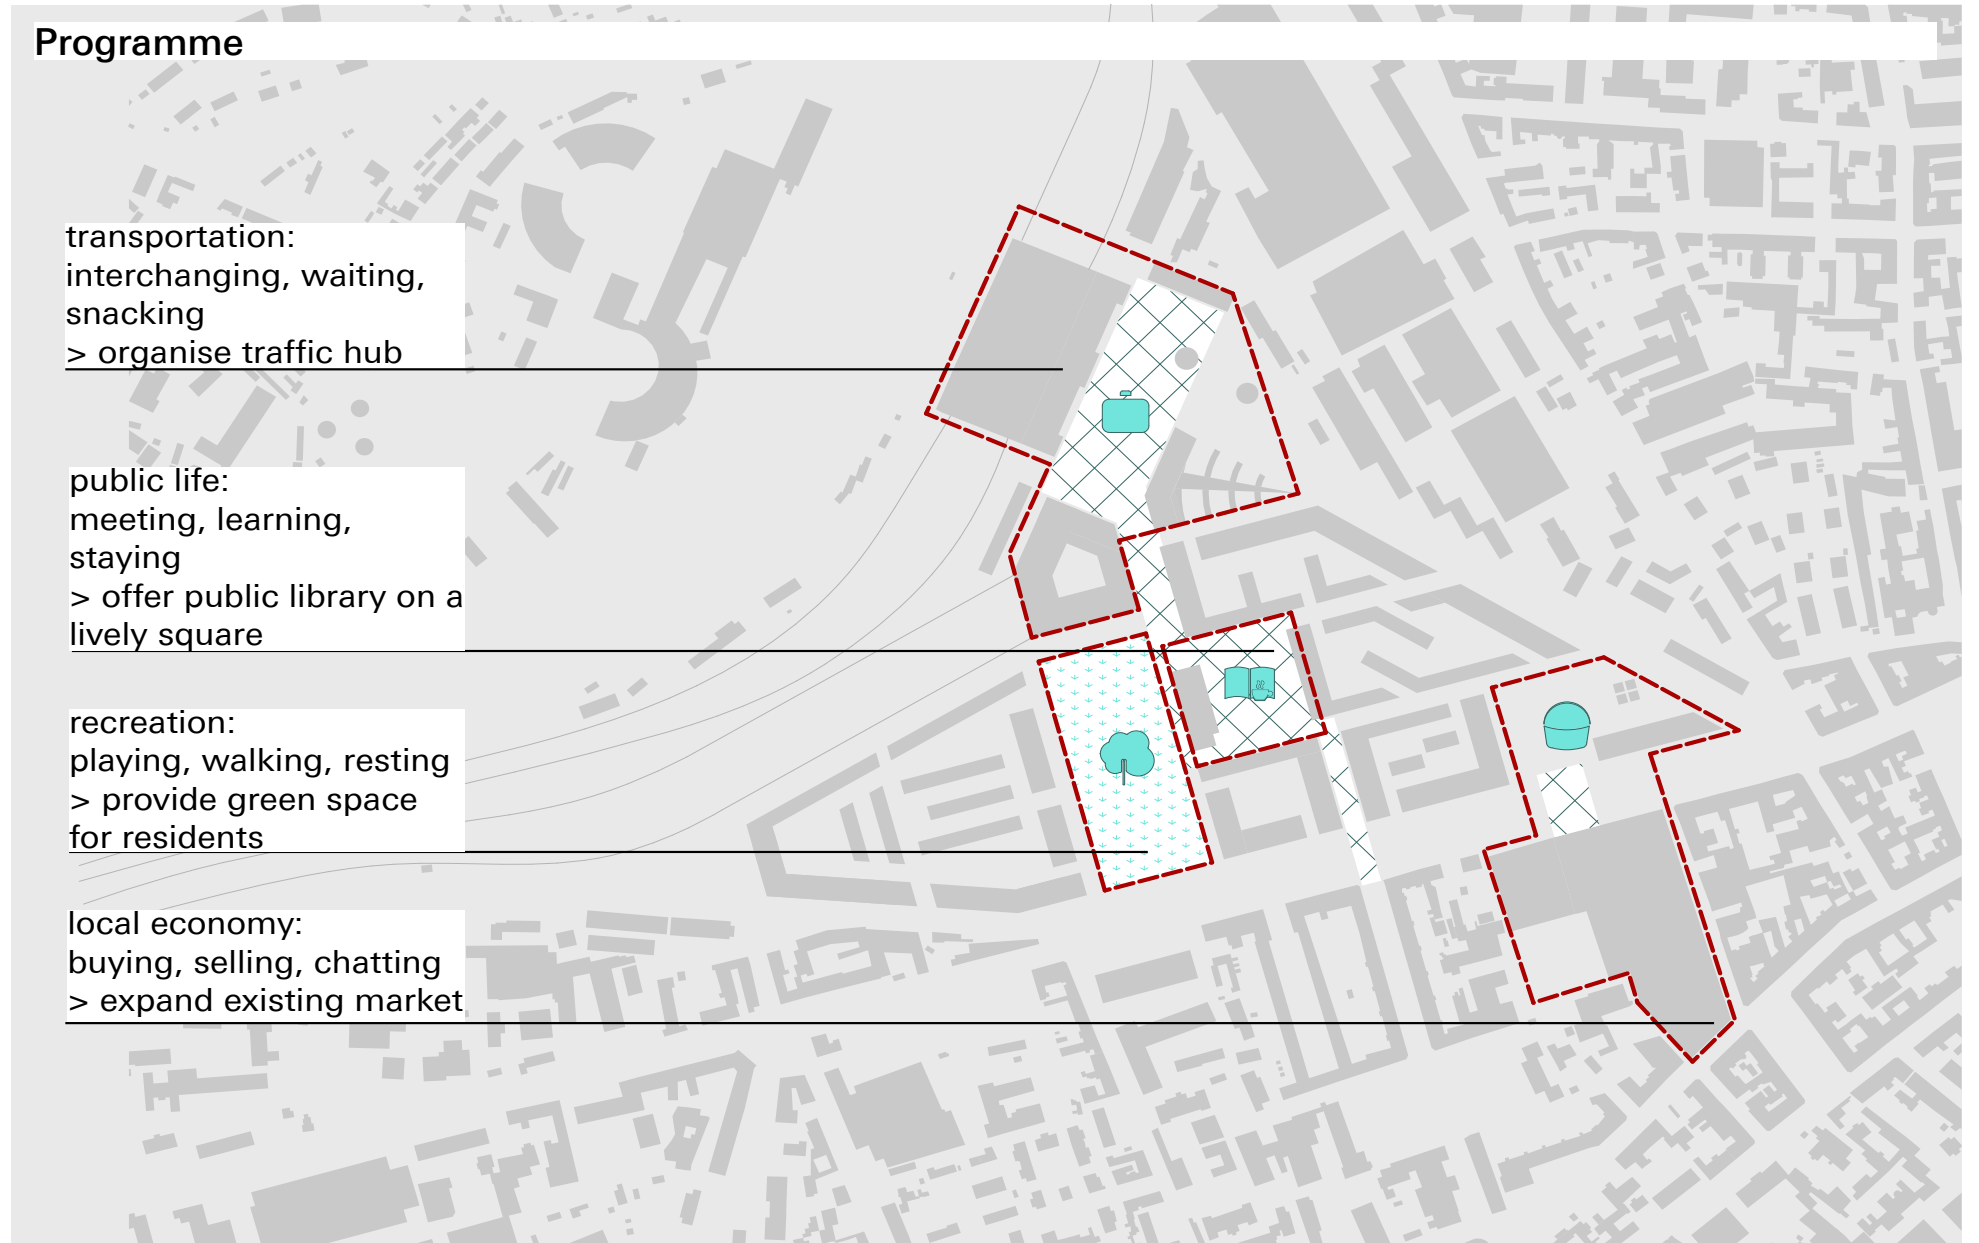 Programme
transportation:
interchanging, waiting,
snacking
> organise traffic hub
public life:
meeting, learning,
staying
> offer public library on a
lively square
recreation:
playing, walking, resting
> provide green space
for residents
local economy:
buying, selling, chatting
> expand existing market